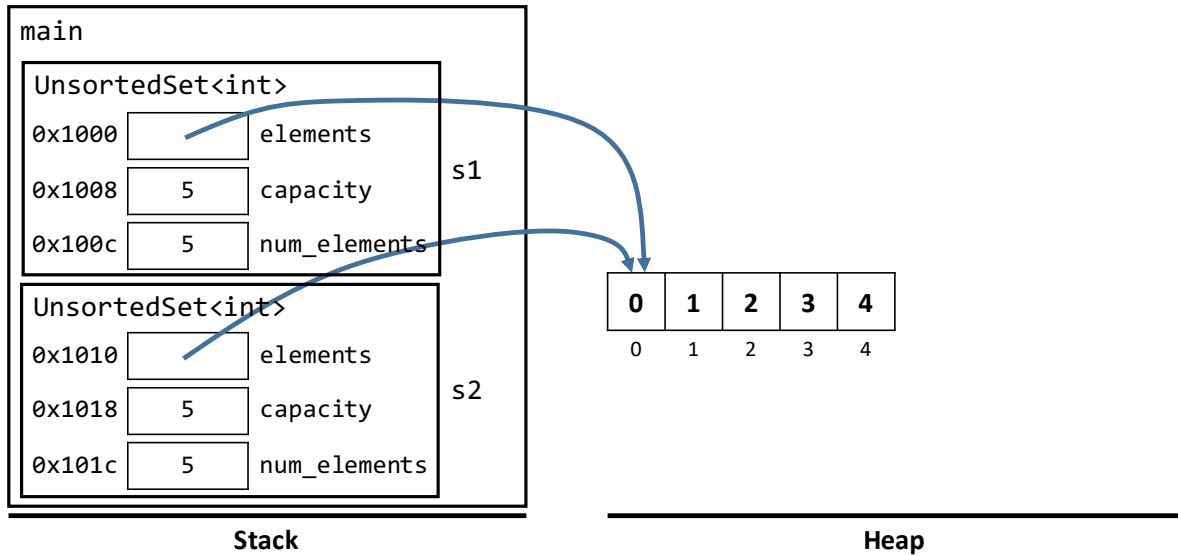 main
UnsortedSet<int>
0x1000 elements
0x1008 5 capacity
0x100c 5 num_elements
s1
UnsortedSet<int>
0x1010 elements
0x1018 5 capacity
0x101c 5 num_elements
s2
0 1 2 3 4
0 1 2 3 4
Stack
Heap